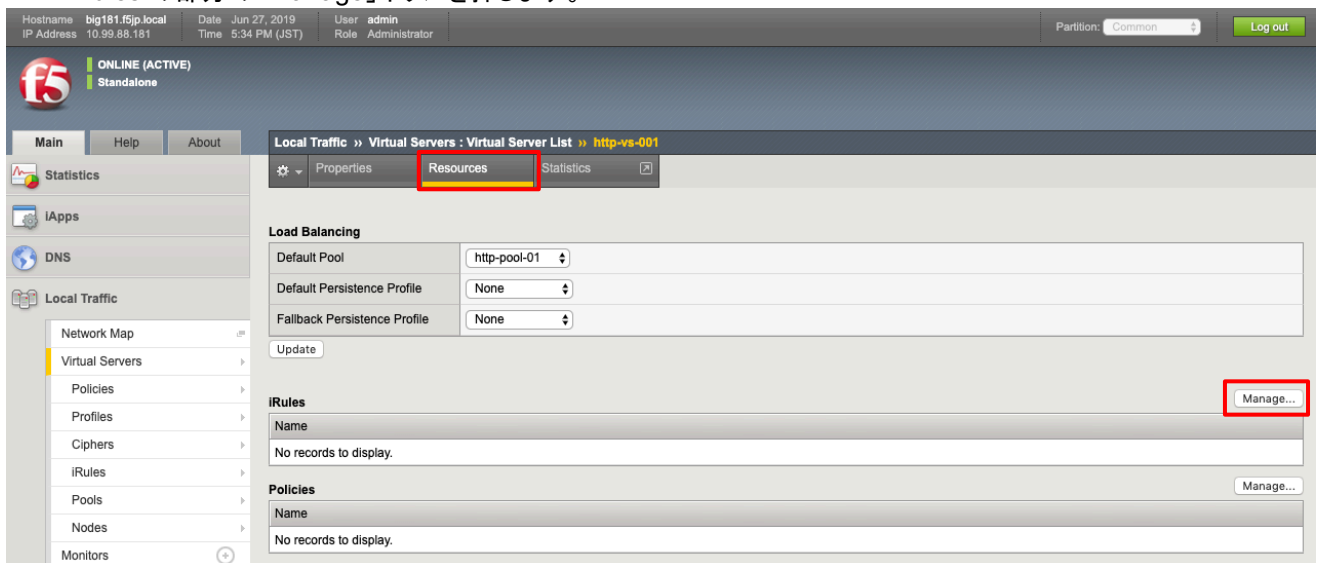 Hostname big181.f5jp.local Date Jun 27, 2019 User admin
IP Address 10.99.88.181 Time 5:34 PM (JST) Role Administrator
Partition: Common Log out
f5
ONLINE (ACTIVE)
Standalone
Main Help About
Local Traffic ›› Virtual Servers : Virtual Server List ›› http-vs-001
Properties Resources Statistics
Statistics
iApps
DNS
Local Traffic
Network Map
Virtual Servers
Policies
Profiles
Ciphers
iRules
Pools
Nodes
Monitors
Load Balancing
Default Pool http-pool-01
Default Persistence Profile None
Fallback Persistence Profile None
Update
iRules Manage...
Name
No records to display.
Policies Manage...
Name
No records to display.